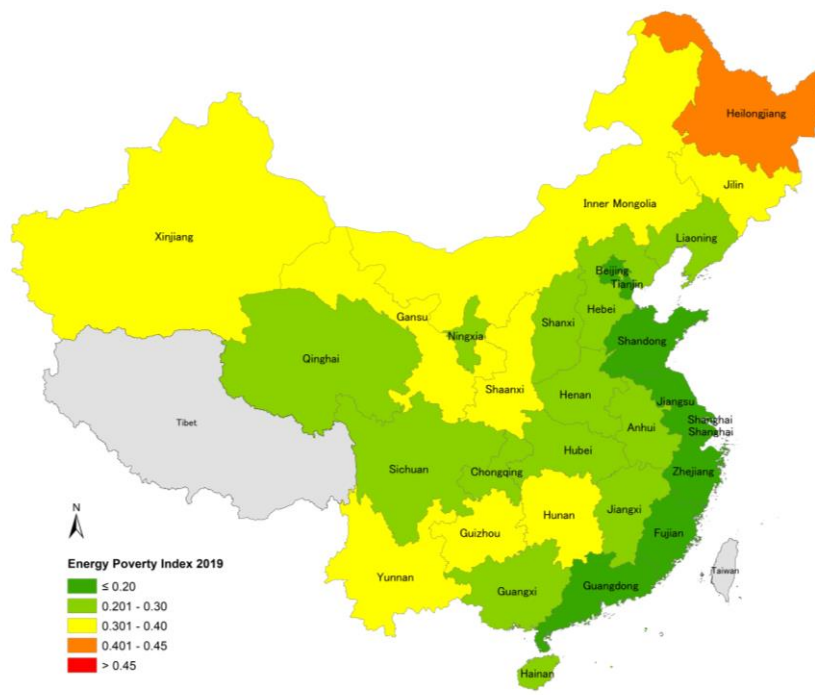 Heilongjiang
Jilin
Inner Mongolia
Xinjiang
Liaoning
Beijing
Tianjin
Gansu
Hebei
Ningxia
Shanxi
Shandong
Qinghai
Shaanxi
Henan
Jiangsu
Tibet
Anhui
Shanghai
Shanghai
Hubei
Sichuan
Chongqing
Zhejiang
Jiangxi
Hunan
Guizhou
Fujian
N
Energy Poverty Index 2019
≤ 0.20
0.201 - 0.30
0.301 - 0.40
0.401 - 0.45
> 0.45
Yunnan
Guangxi
Guangdong
Taiwan
Hainan